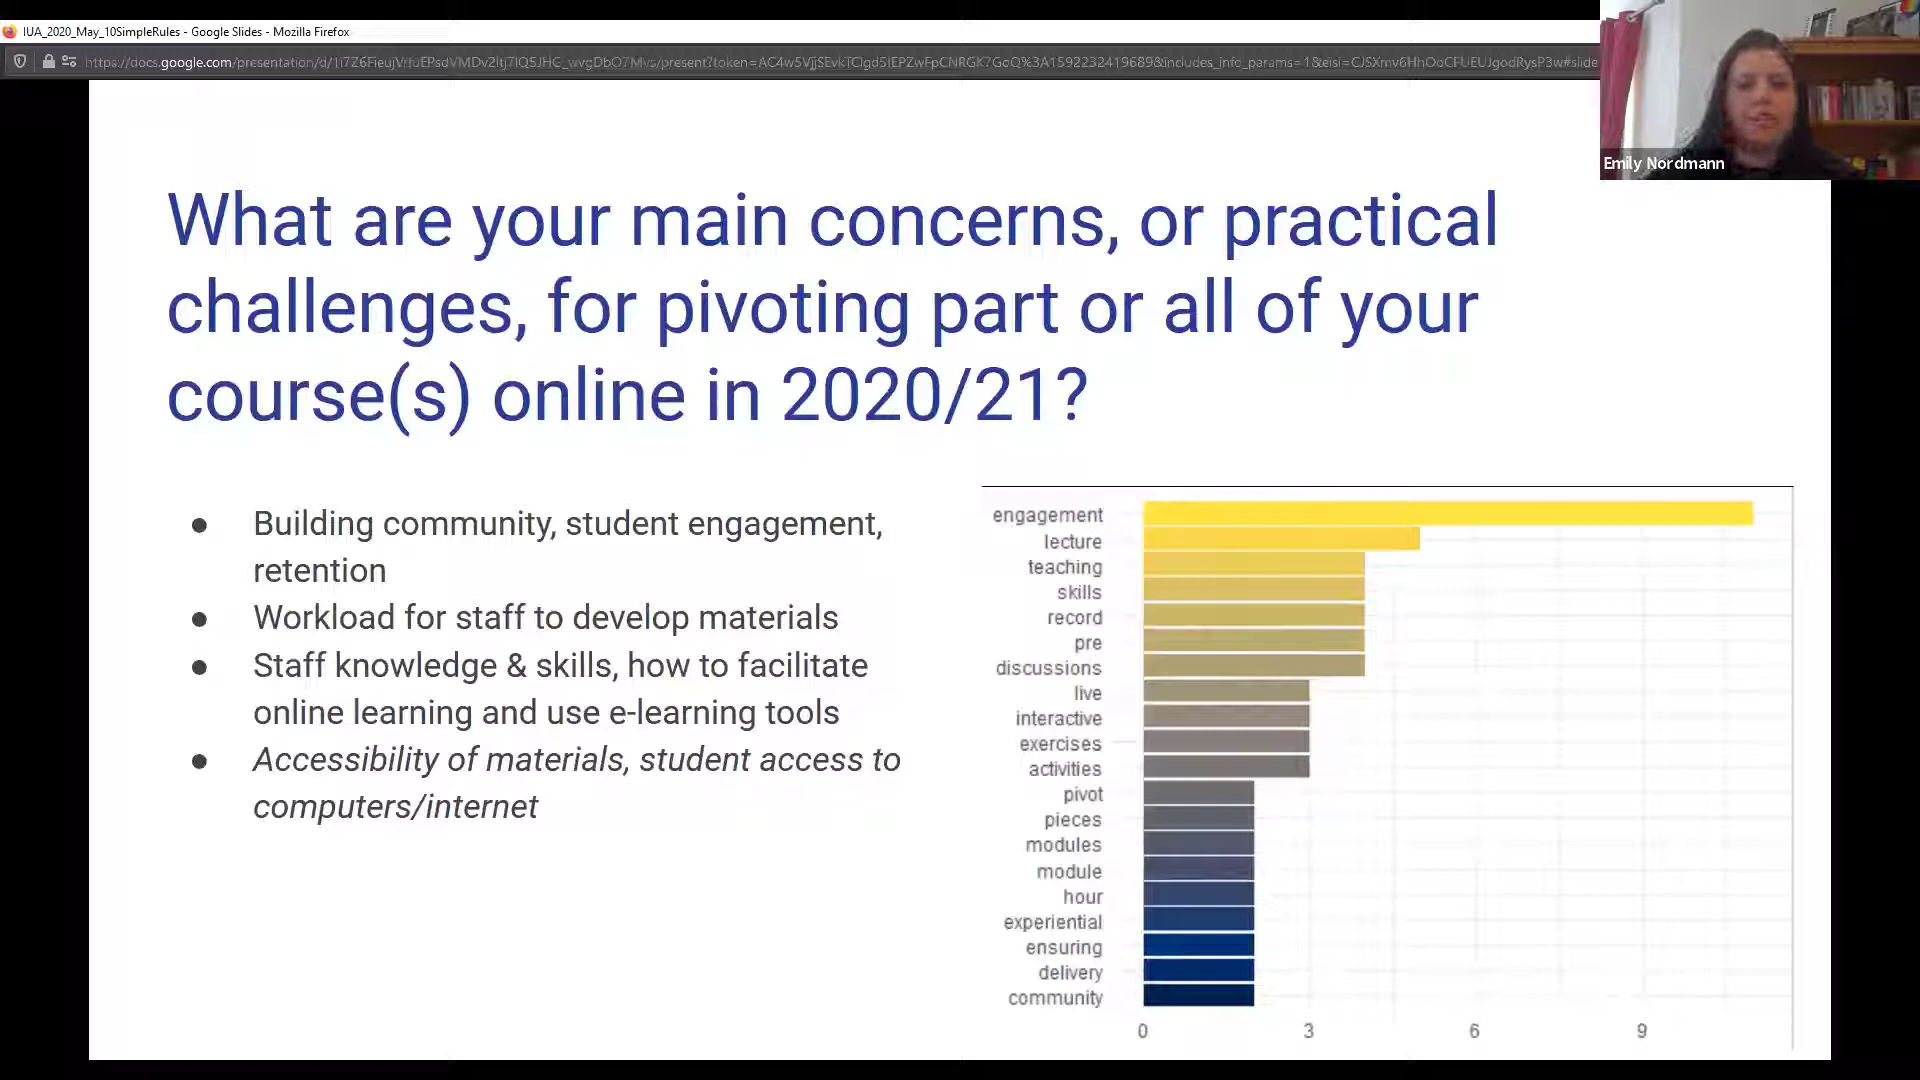 IUA_2020_May_10SimpleRules - Google Slides - Mozilla Firefox
Emily Nordmann
What are your main concerns, or practical
challenges, for pivoting part or all of your
course(s) online in 2020/21?
● Building community, student engagement,
retention
● Workload for staff to develop materials
● Staff knowledge & skills, how to facilitate
online learning and use e-learning tools
● Accessibility of materials, student access to
computers/internet
engagement
lecture
teaching
skills
record
pre
discussions
live
interactive
exercises
activities
pivot
pieces
modules
module
hour
experiential
ensuring
delivery
community
0 3 6 9